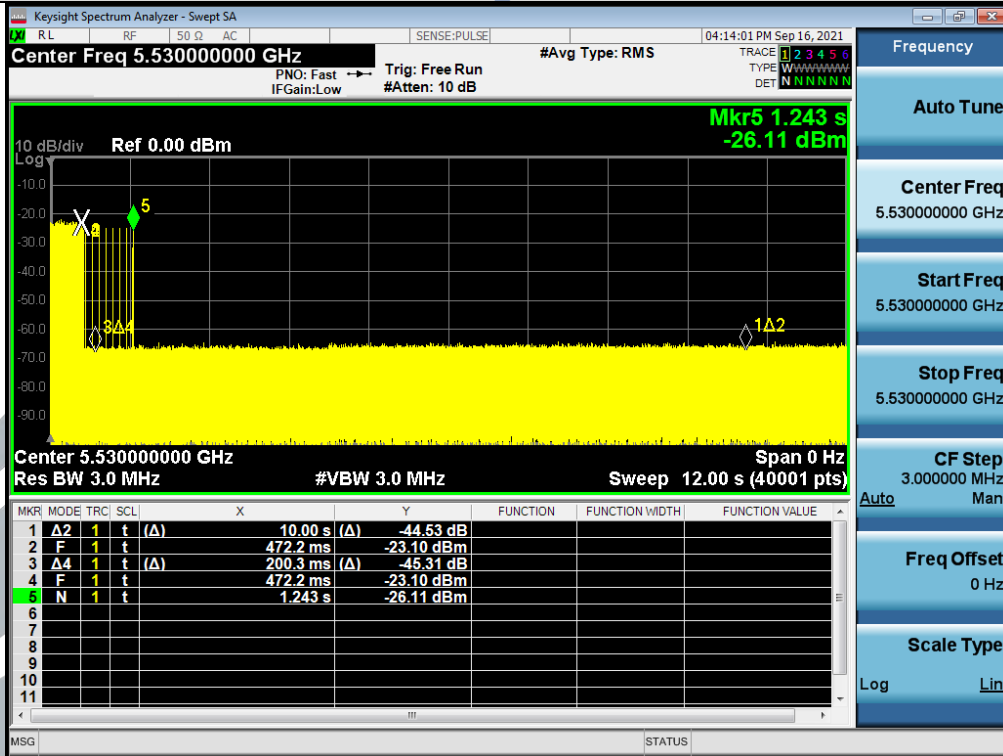 Keysight Spectrum Analyzer - Swept SA
LXI RL RF 50 Ω AC SENSE:PULSE 04:14:01 PM Sep 16, 2021
Center Freq 5.530000000 GHz
PNO: Fast
IFGain:Low
Trig: Free Run
#Atten: 10 dB
#Avg Type: RMS
TRACE 1 2 3 4 5 6
TYPE WWWWWW
DET N N N N N N
Mkr5 1.243 s
-26.11 dBm
10 dB/div Ref 0.00 dBm
Log
-10.0
-20.0
-30.0
-40.0
-50.0
-60.0
-70.0
-80.0
-90.0
5
3Δ4
1Δ2
Center 5.530000000 GHz Span 0 Hz
Res BW 3.0 MHz #VBW 3.0 MHz Sweep 12.00 s (40001 pts)
MKR MODE TRC SCL X Y FUNCTION FUNCTION WIDTH FUNCTION VALUE
1 Δ2 1 t (Δ) 10.00 s (Δ) -44.53 dB
2 F 1 t 472.2 ms -23.10 dBm
3 Δ4 1 t (Δ) 200.3 ms (Δ) -45.31 dB
4 F 1 t 472.2 ms -23.10 dBm
5 N 1 t 1.243 s -26.11 dBm
6
7
8
9
10
11
MSG STATUS
Frequency
Auto Tune
Center Freq
5.530000000 GHz
Start Freq
5.530000000 GHz
Stop Freq
5.530000000 GHz
CF Step
3.000000 MHz
Auto Man
Freq Offset
0 Hz
Scale Type
Log Lin